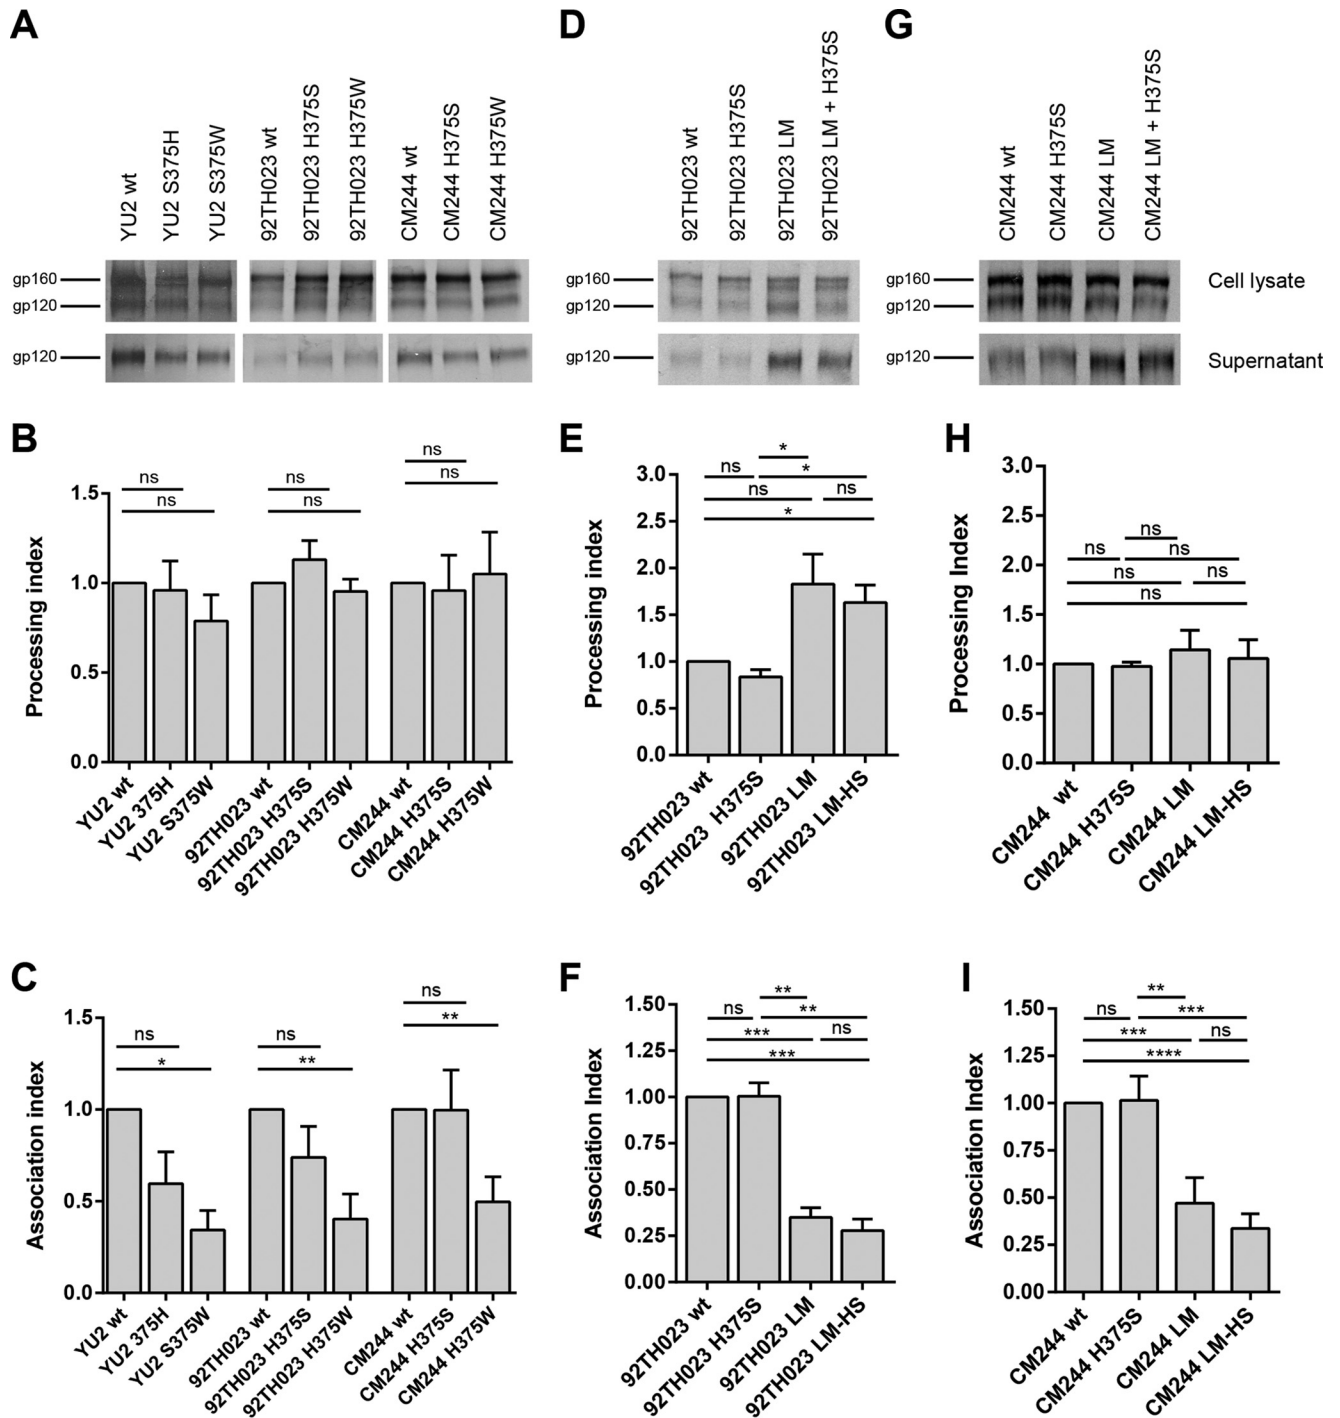 A
YU2 wt
YU2 S375H
YU2 S375W
92TH023 wt
92TH023 H375S
92TH023 H375W
CM244 wt
CM244 H375S
CM244 H375W
gp160
gp120
gp120
D
92TH023 wt
92TH023 H375S
92TH023 LM
92TH023 LM + H375S
gp160
gp120
gp120
G
CM244 wt
CM244 H375S
CM244 LM
CM244 LM + H375S
gp160
gp120
gp120
Cell lysate
Supernatant
B
Processing index
1.5
1.0
0.5
0.0
ns
ns
ns
ns
ns
ns
YU2 wt
YU2 375H
YU2 S375W
92TH023 wt
92TH023 H375S
92TH023 H375W
CM244 wt
CM244 H375S
CM244 H375W
E
Processing index
3.0
2.5
2.0
1.5
1.0
0.5
0.0
*
ns *
ns ns
*
92TH023 wt
92TH023 H375S
92TH023 LM
92TH023 LM-HS
H
Processing Index
3.0
2.5
2.0
1.5
1.0
0.5
0.0
ns
ns ns
ns ns
ns
CM244 wt
CM244 H375S
CM244 LM
CM244 LM-HS
C
Association index
1.5
1.0
0.5
0.0
ns
*
ns
**
ns
**
YU2 wt
YU2 375H
YU2 S375W
92TH023 wt
92TH023 H375S
92TH023 H375W
CM244 wt
CM244 H375S
CM244 H375W
F
Association Index
1.50
1.25
1.00
0.75
0.50
0.25
0.00
**
ns **
*** ns
***
92TH023 wt
92TH023 H375S
92TH023 LM
92TH023 LM-HS
I
Association Index
1.50
1.25
1.00
0.75
0.50
0.25
0.00
**
ns ***
*** ns
****
CM244 wt
CM244 H375S
CM244 LM
CM244 LM-HS